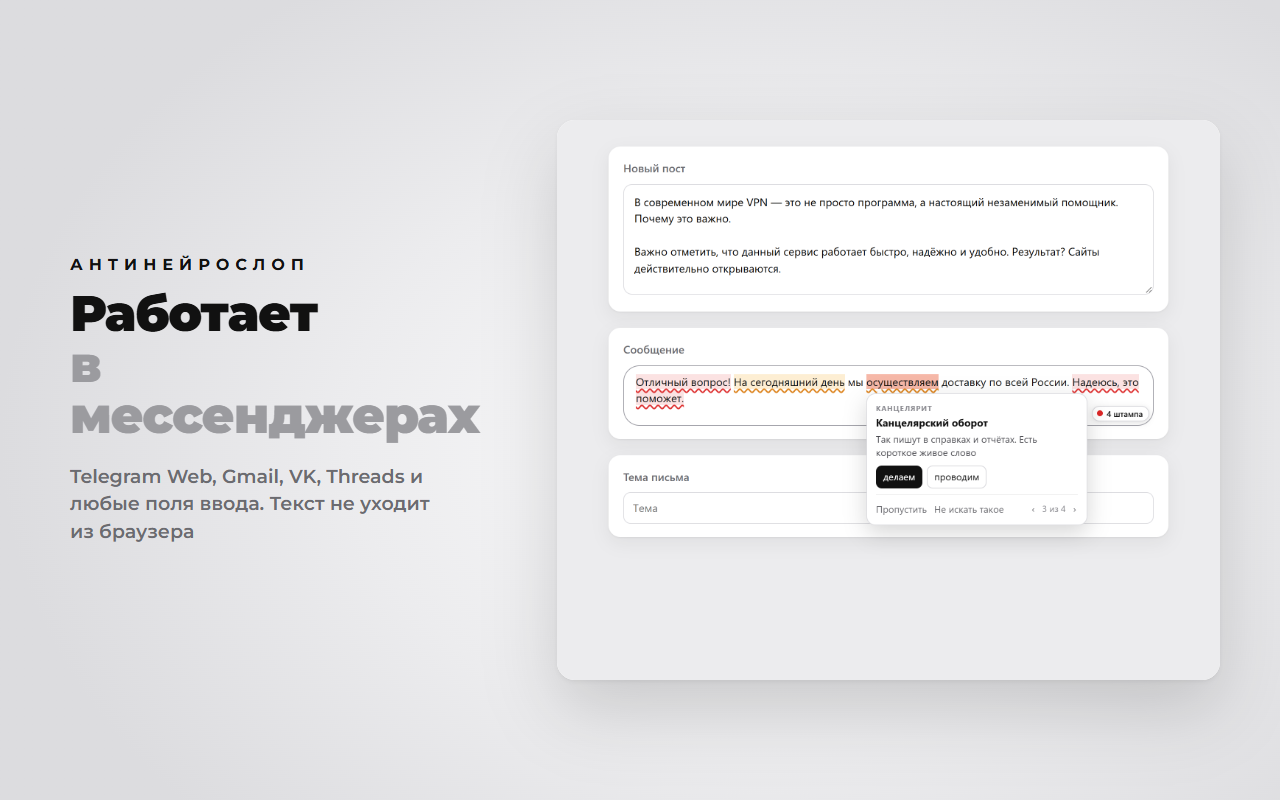 АНТИНЕЙРОСЛОП
Работает
в
мессенджерах
Telegram Web, Gmail, VK, Threads и
любые поля ввода. Текст не уходит
из браузера
Новый пост
В современном мире VPN — это не просто программа, а настоящий незаменимый помощник.
Почему это важно.
Важно отметить, что данный сервис работает быстро, надёжно и удобно. Результат? Сайты
действительно открываются.
Сообщение
Отличный вопрос! На сегодняшний день мы осуществляем доставку по всей России. Надеюсь, это
поможет.
4 штампа
КАНЦЕЛЯРИТ
Канцелярский оборот
Так пишут в справках и отчётах. Есть
короткое живое слово
делаем проводим
Пропустить Не искать такое ‹ 3 из 4 ›
Тема письма
Тема